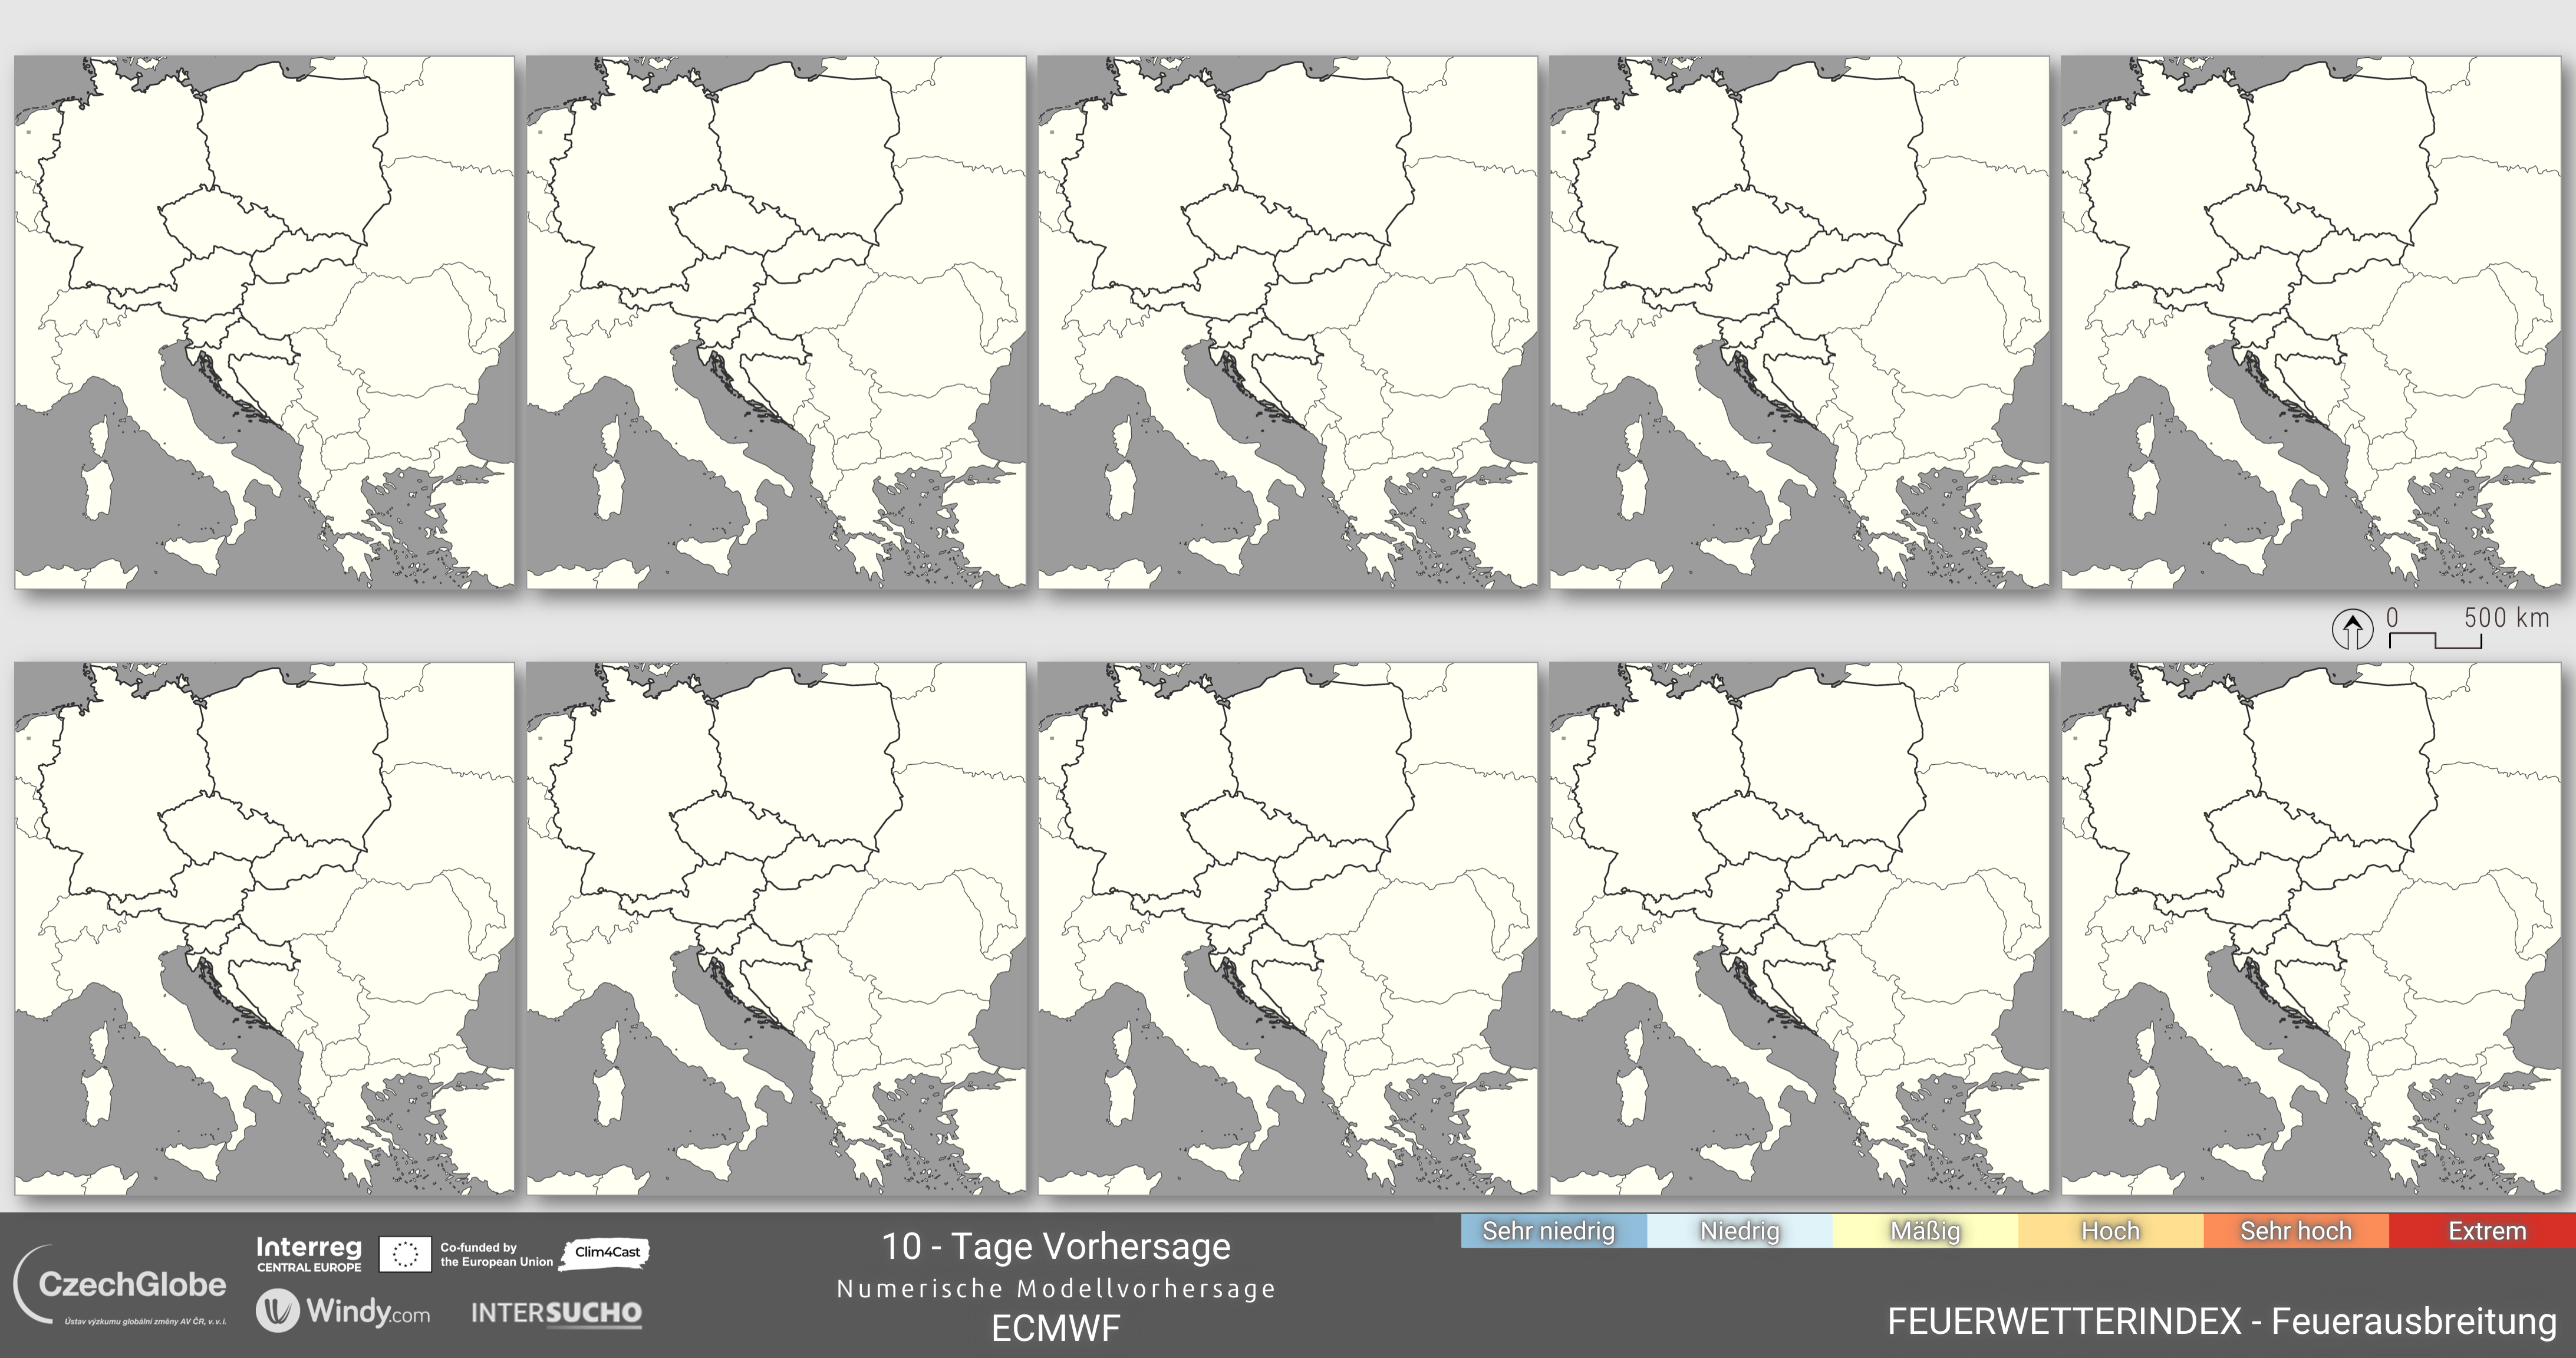 0 500 km
Sehr niedrig Niedrig Mäßig Hoch Sehr hoch Extrem
Interreg
CENTRAL EUROPE
Co-funded by
the European Union
Clim4Cast
CzechGlobe
Ústav výzkumu globální změny AV ČR, v. v. i.
Windy.com
INTERSUCHO
10 - Tage Vorhersage
Numerische Modellvorhersage
ECMWF
FEUERWETTERINDEX - Feuerausbreitung